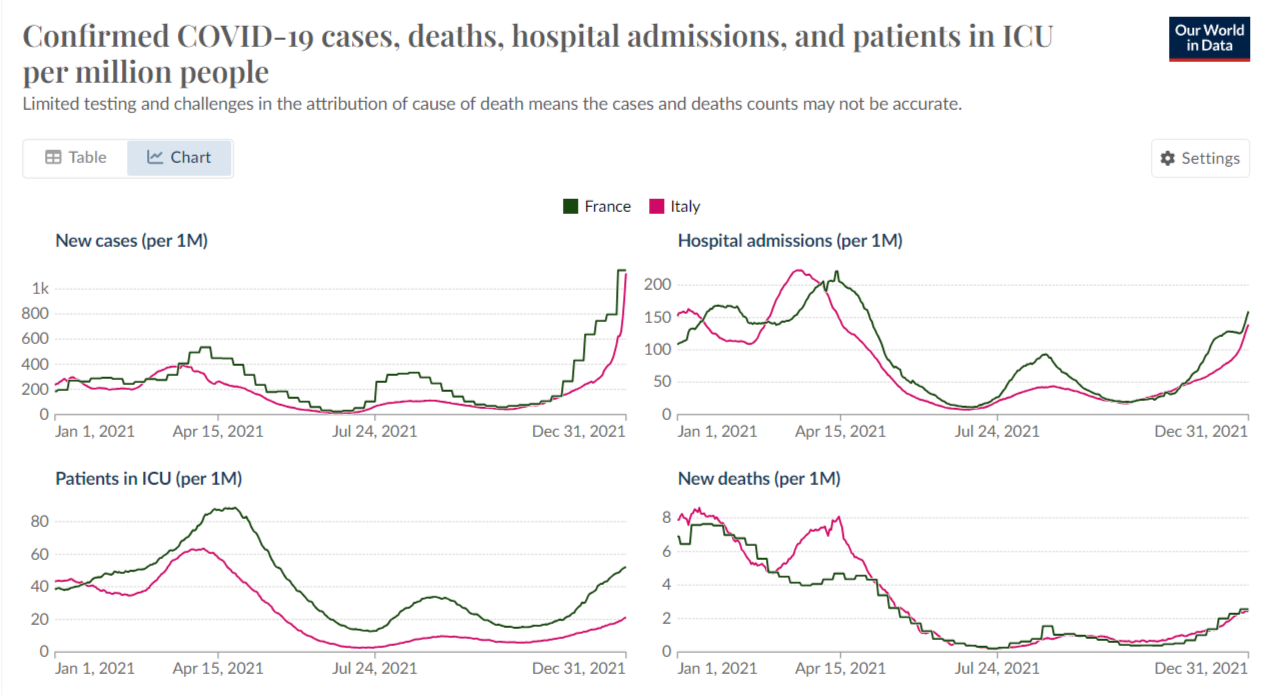 Confirmed COVID-19 cases, deaths, hospital admissions, and patients in ICU
per million people
Our World
in Data
Limited testing and challenges in the attribution of cause of death means the cases and deaths counts may not be accurate.
Table
Chart
Settings
France Italy
New cases (per 1M)
1k
800
600
400
200
0
Jan 1, 2021 Apr 15, 2021 Jul 24, 2021 Dec 31, 2021
Hospital admissions (per 1M)
200
150
100
50
0
Jan 1, 2021 Apr 15, 2021 Jul 24, 2021 Dec 31, 2021
Patients in ICU (per 1M)
80
60
40
20
0
Jan 1, 2021 Apr 15, 2021 Jul 24, 2021 Dec 31, 2021
New deaths (per 1M)
8
6
4
2
0
Jan 1, 2021 Apr 15, 2021 Jul 24, 2021 Dec 31, 2021